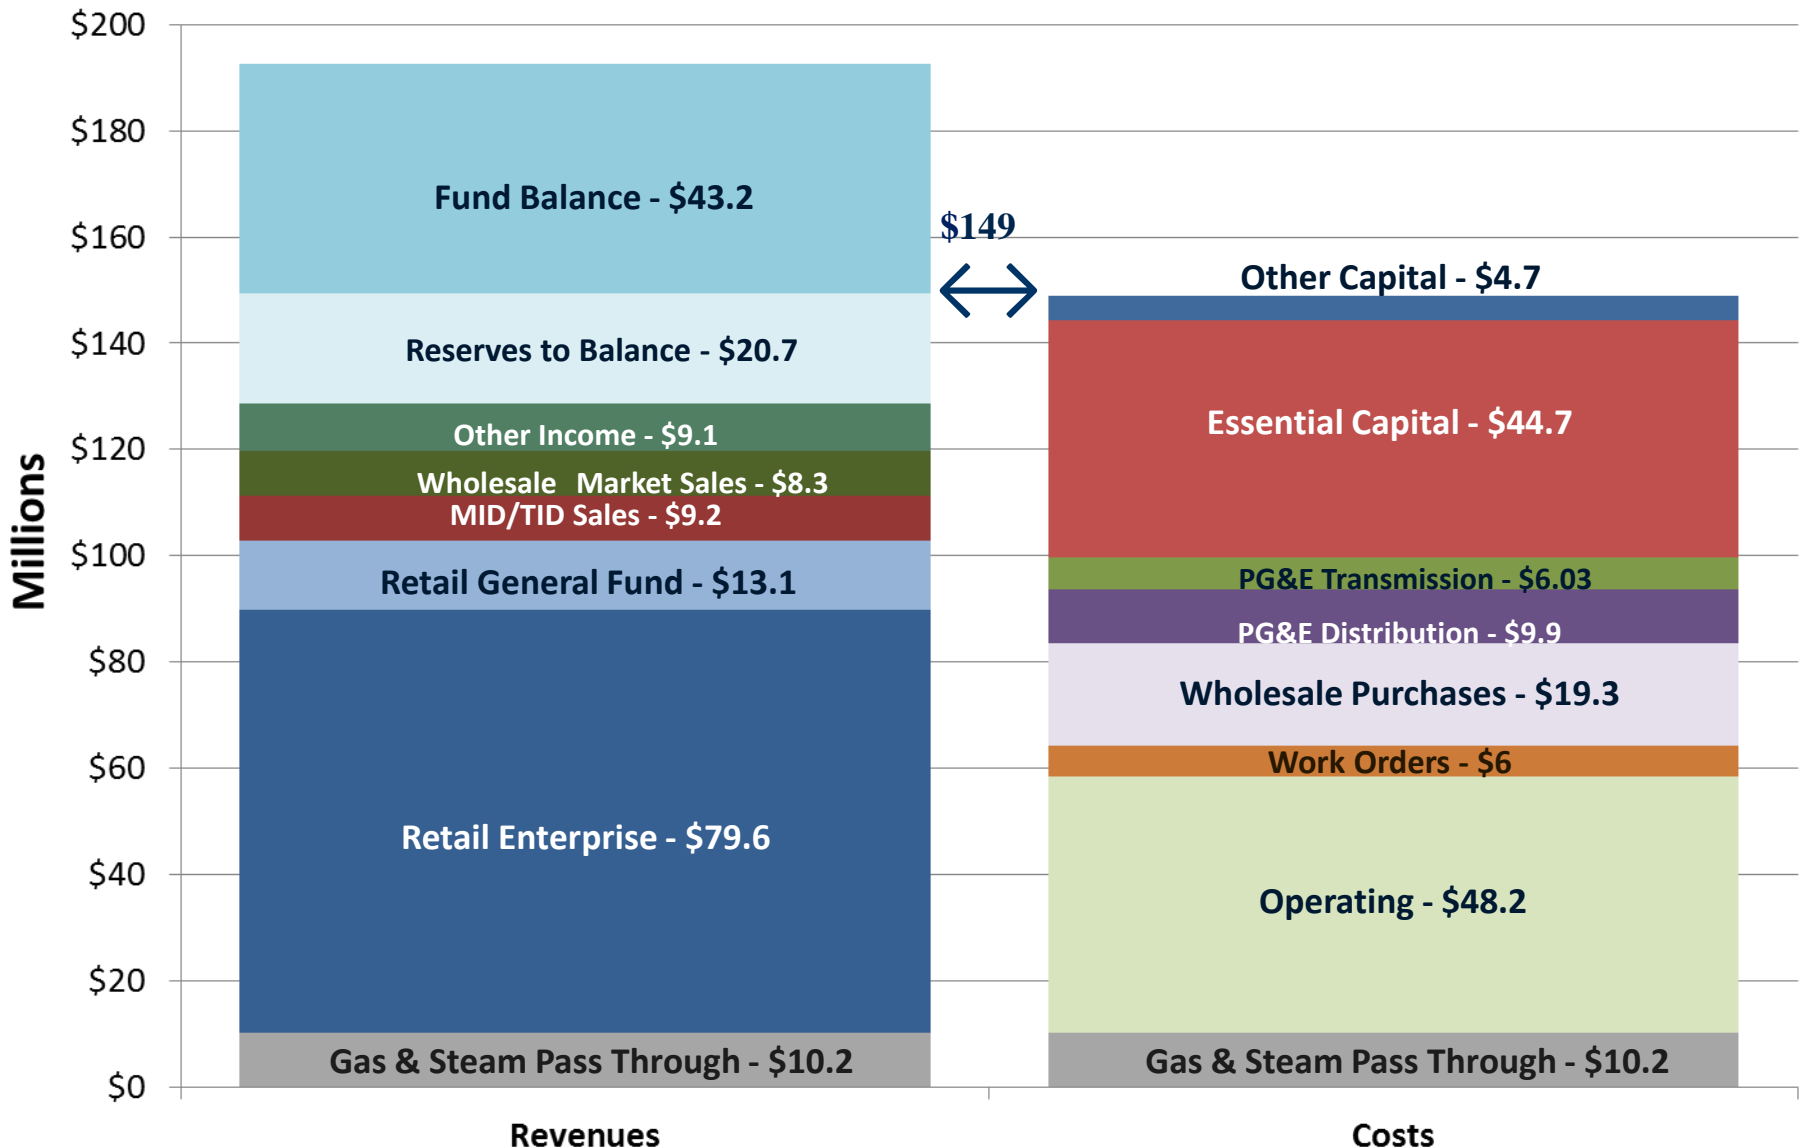 $200
$180
$160
$140
$120
$100
$80
$60
$40
$20
$0
Millions
Fund Balance - $43.2
Reserves to Balance - $20.7
Other Income - $9.1
Wholesale Market Sales - $8.3
MID/TID Sales - $9.2
Retail General Fund - $13.1
Retail Enterprise - $79.6
Gas & Steam Pass Through - $10.2
$149
Other Capital - $4.7
Essential Capital - $44.7
PG&E Transmission - $6.03
PG&E Distribution - $9.9
Wholesale Purchases - $19.3
Work Orders - $6
Operating - $48.2
Gas & Steam Pass Through - $10.2
Revenues
Costs